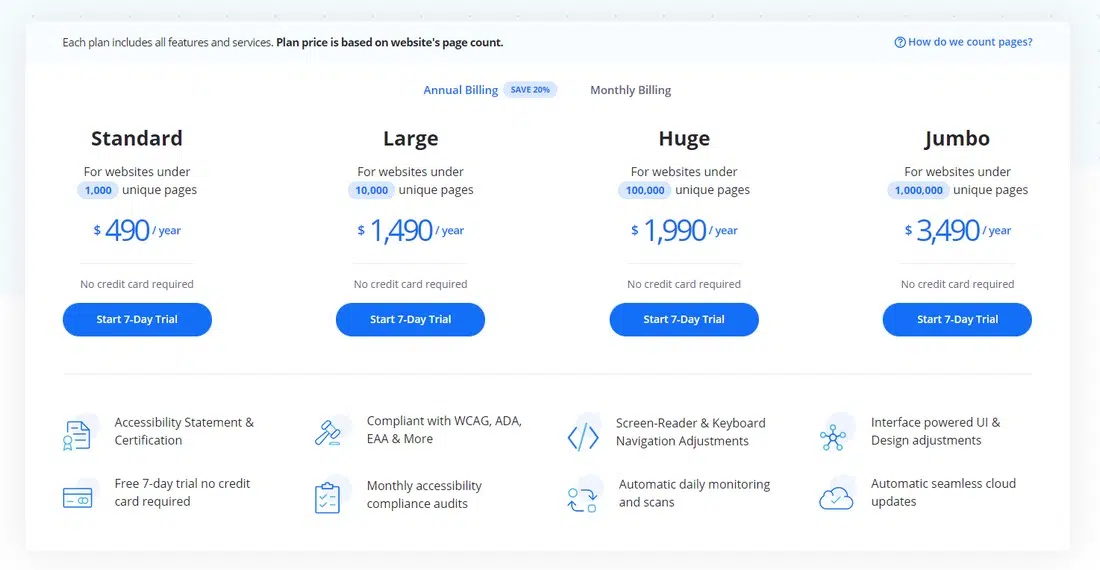 Each plan includes all features and services. Plan price is based on website's page count.
How do we count pages?
Annual Billing SAVE 20%
Monthly Billing
Standard
For websites under
1,000 unique pages
$ 490 / year
No credit card required
Start 7-Day Trial
Large
For websites under
10,000 unique pages
$ 1,490 / year
No credit card required
Start 7-Day Trial
Huge
For websites under
100,000 unique pages
$ 1,990 / year
No credit card required
Start 7-Day Trial
Jumbo
For websites under
1,000,000 unique pages
$ 3,490 / year
No credit card required
Start 7-Day Trial
Accessibility Statement &
Certification
Compliant with WCAG, ADA,
EAA & More
Screen-Reader & Keyboard
Navigation Adjustments
Interface powered UI &
Design adjustments
Free 7-day trial no credit
card required
Monthly accessibility
compliance audits
Automatic daily monitoring
and scans
Automatic seamless cloud
updates